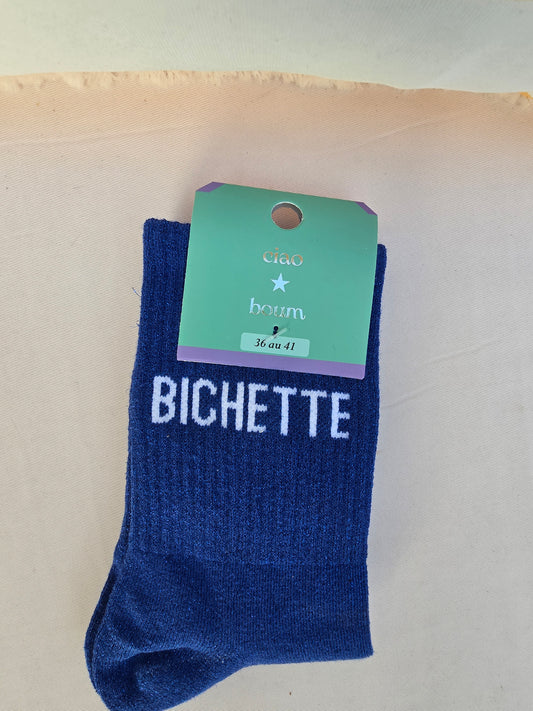 ciao
boum
36 au 41
BICHETTE